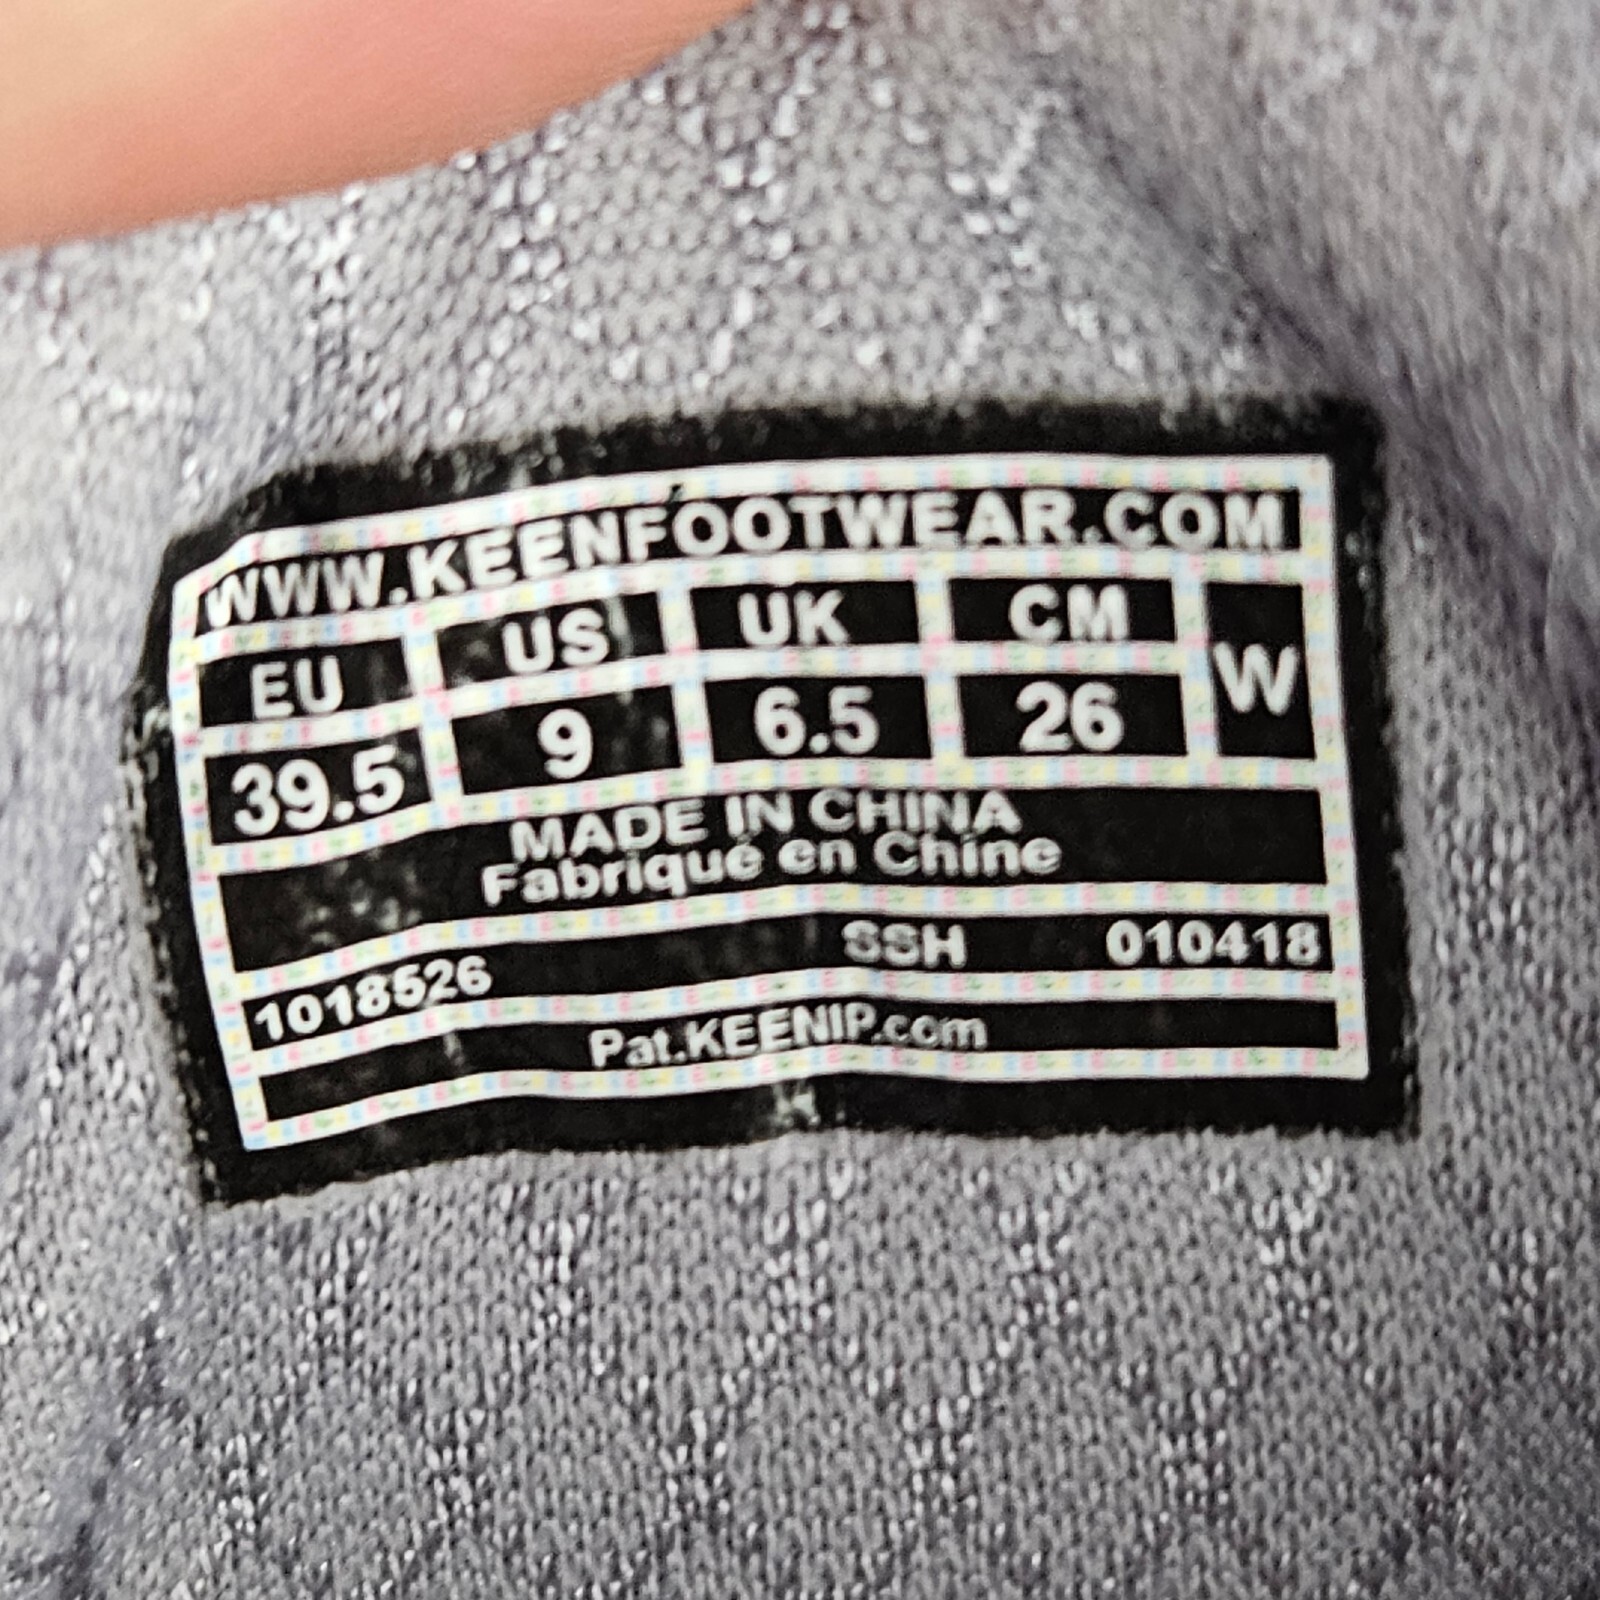 WWW.KEENFOOTWEAR.COM
EU US UK CM W
39.5 9 6.5 26
MADE IN CHINA
Fabriqué en Chine
1018526 SSH 010418
Pat.KEENIP.com